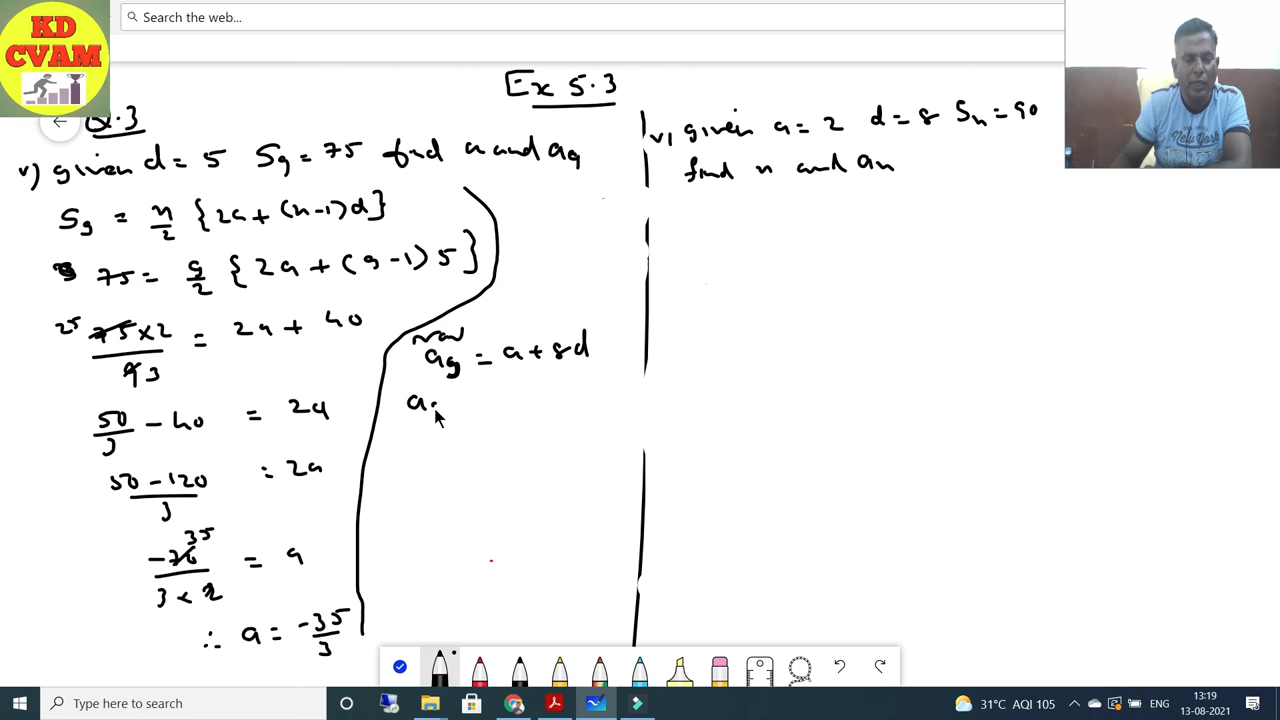 Search the web...
KD
CVAM
Ex 5.3
Q.3
v) given d = 5 S9 = 75 find a and a9
S9 = n/2 {2a + (n-1)d}
75 = 9/2 {2a + (9-1)5}
25 75×2/9 3 = 2a + 40
50/3 - 40 = 2a
50 - 120/3 = 2a
-70 35/3 × 2 = a
∴ a = -35/3
now
a9 = a + 8d
a
v, given a = 2 d = 8 Sn = 90
find n and an
NEW YORK
ATHLETIC
Type here to search
31°C AQI 105
ENG
13:19
13-08-2021